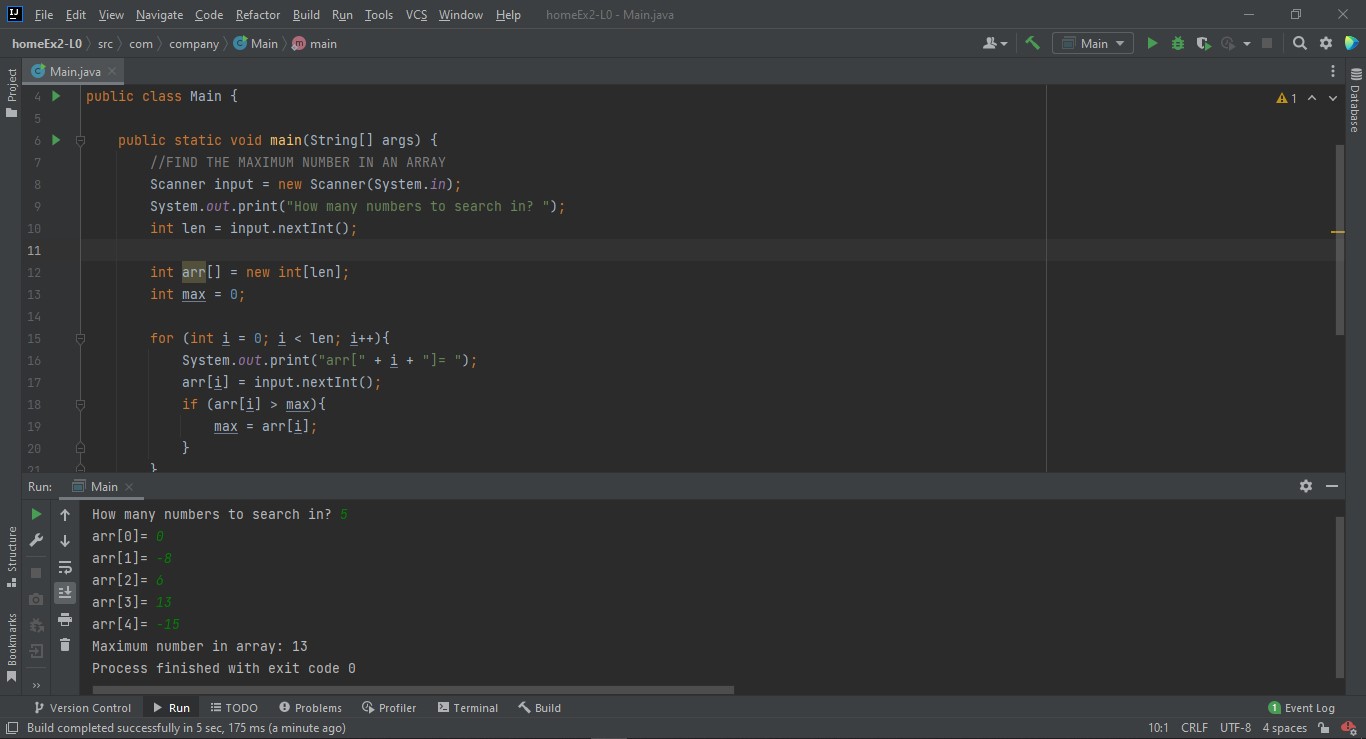 File Edit View Navigate Code Refactor Build Run Tools VCS Window Help homeEx2-L0 - Main.java
homeEx2-L0 src com company Main main Main
Project
Main.java
Database
4 public class Main {
1
5
6 public static void main(String[] args) {
7 //FIND THE MAXIMUM NUMBER IN AN ARRAY
8 Scanner input = new Scanner(System.in);
9 System.out.print("How many numbers to search in? ");
10 int len = input.nextInt();
11
12 int arr[] = new int[len];
13 int max = 0;
14
15 for (int i = 0; i < len; i++){
16 System.out.print("arr[" + i + "]= ");
17 arr[i] = input.nextInt();
18 if (arr[i] > max){
19 max = arr[i];
20 }
21 }
Run: Main
How many numbers to search in? 5
arr[0]= 0
arr[1]= -8
arr[2]= 6
arr[3]= 13
arr[4]= -15
Maximum number in array: 13
Process finished with exit code 0
Structure
Bookmarks
Version Control Run TODO Problems Profiler Terminal Build 1 Event Log
Build completed successfully in 5 sec, 175 ms (a minute ago) 10:1 CRLF UTF-8 4 spaces